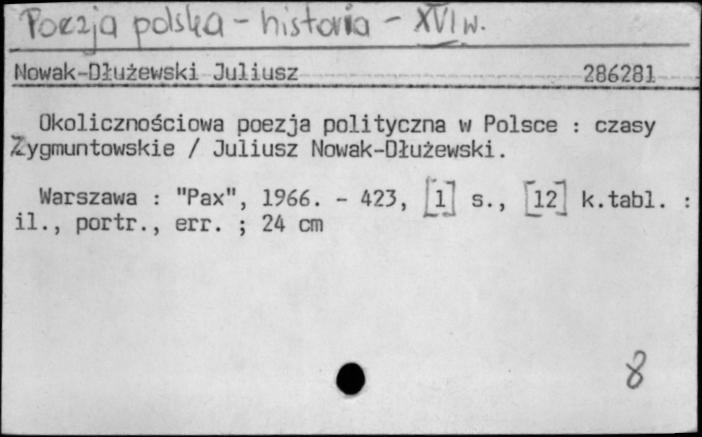 Poezja polska - historia - XVI w.
Nowak-Dłużewski Juliusz 286281
Okolicznościowa poezja polityczna w Polsce : czasy
Zygmuntowskie / Juliusz Nowak-Dłużewski.
Warszawa : "Pax", 1966. - 423, [1] s., [12] k.tabl. :
il., portr., err. ; 24 cm
8